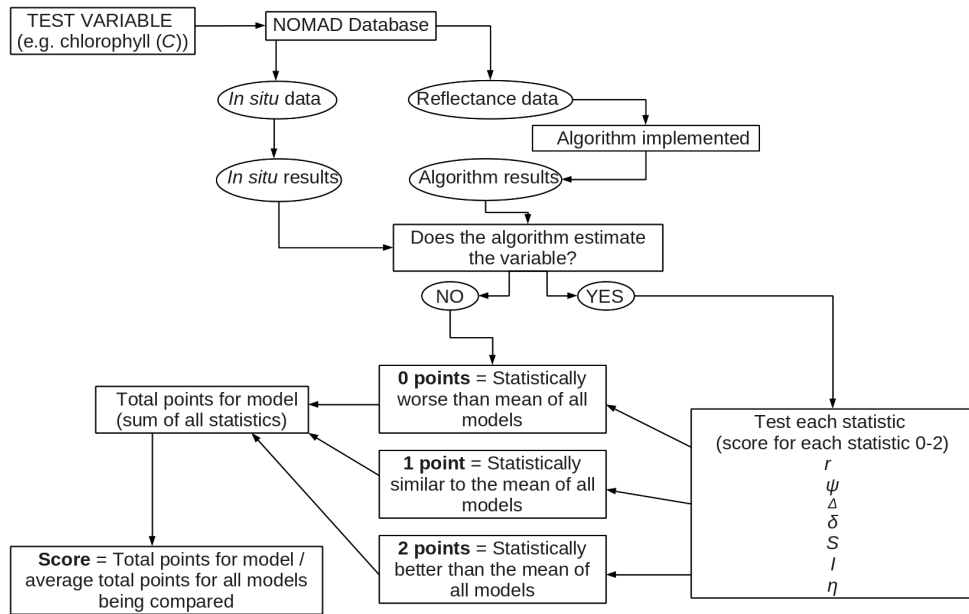 TEST VARIABLE
(e.g. chlorophyll (C))
NOMAD Database
In situ data
Reflectance data
Algorithm implemented
In situ results
Algorithm results
Does the algorithm estimate
the variable?
NO
YES
0 points = Statistically
worse than mean of all
models
Total points for model
(sum of all statistics)
Test each statistic
(score for each statistic 0-2)
r
ψ
Δ
δ
S
I
η
1 point = Statistically
similar to the mean of all
models
2 points = Statistically
better than the mean of
all models
Score = Total points for model /
average total points for all models
being compared